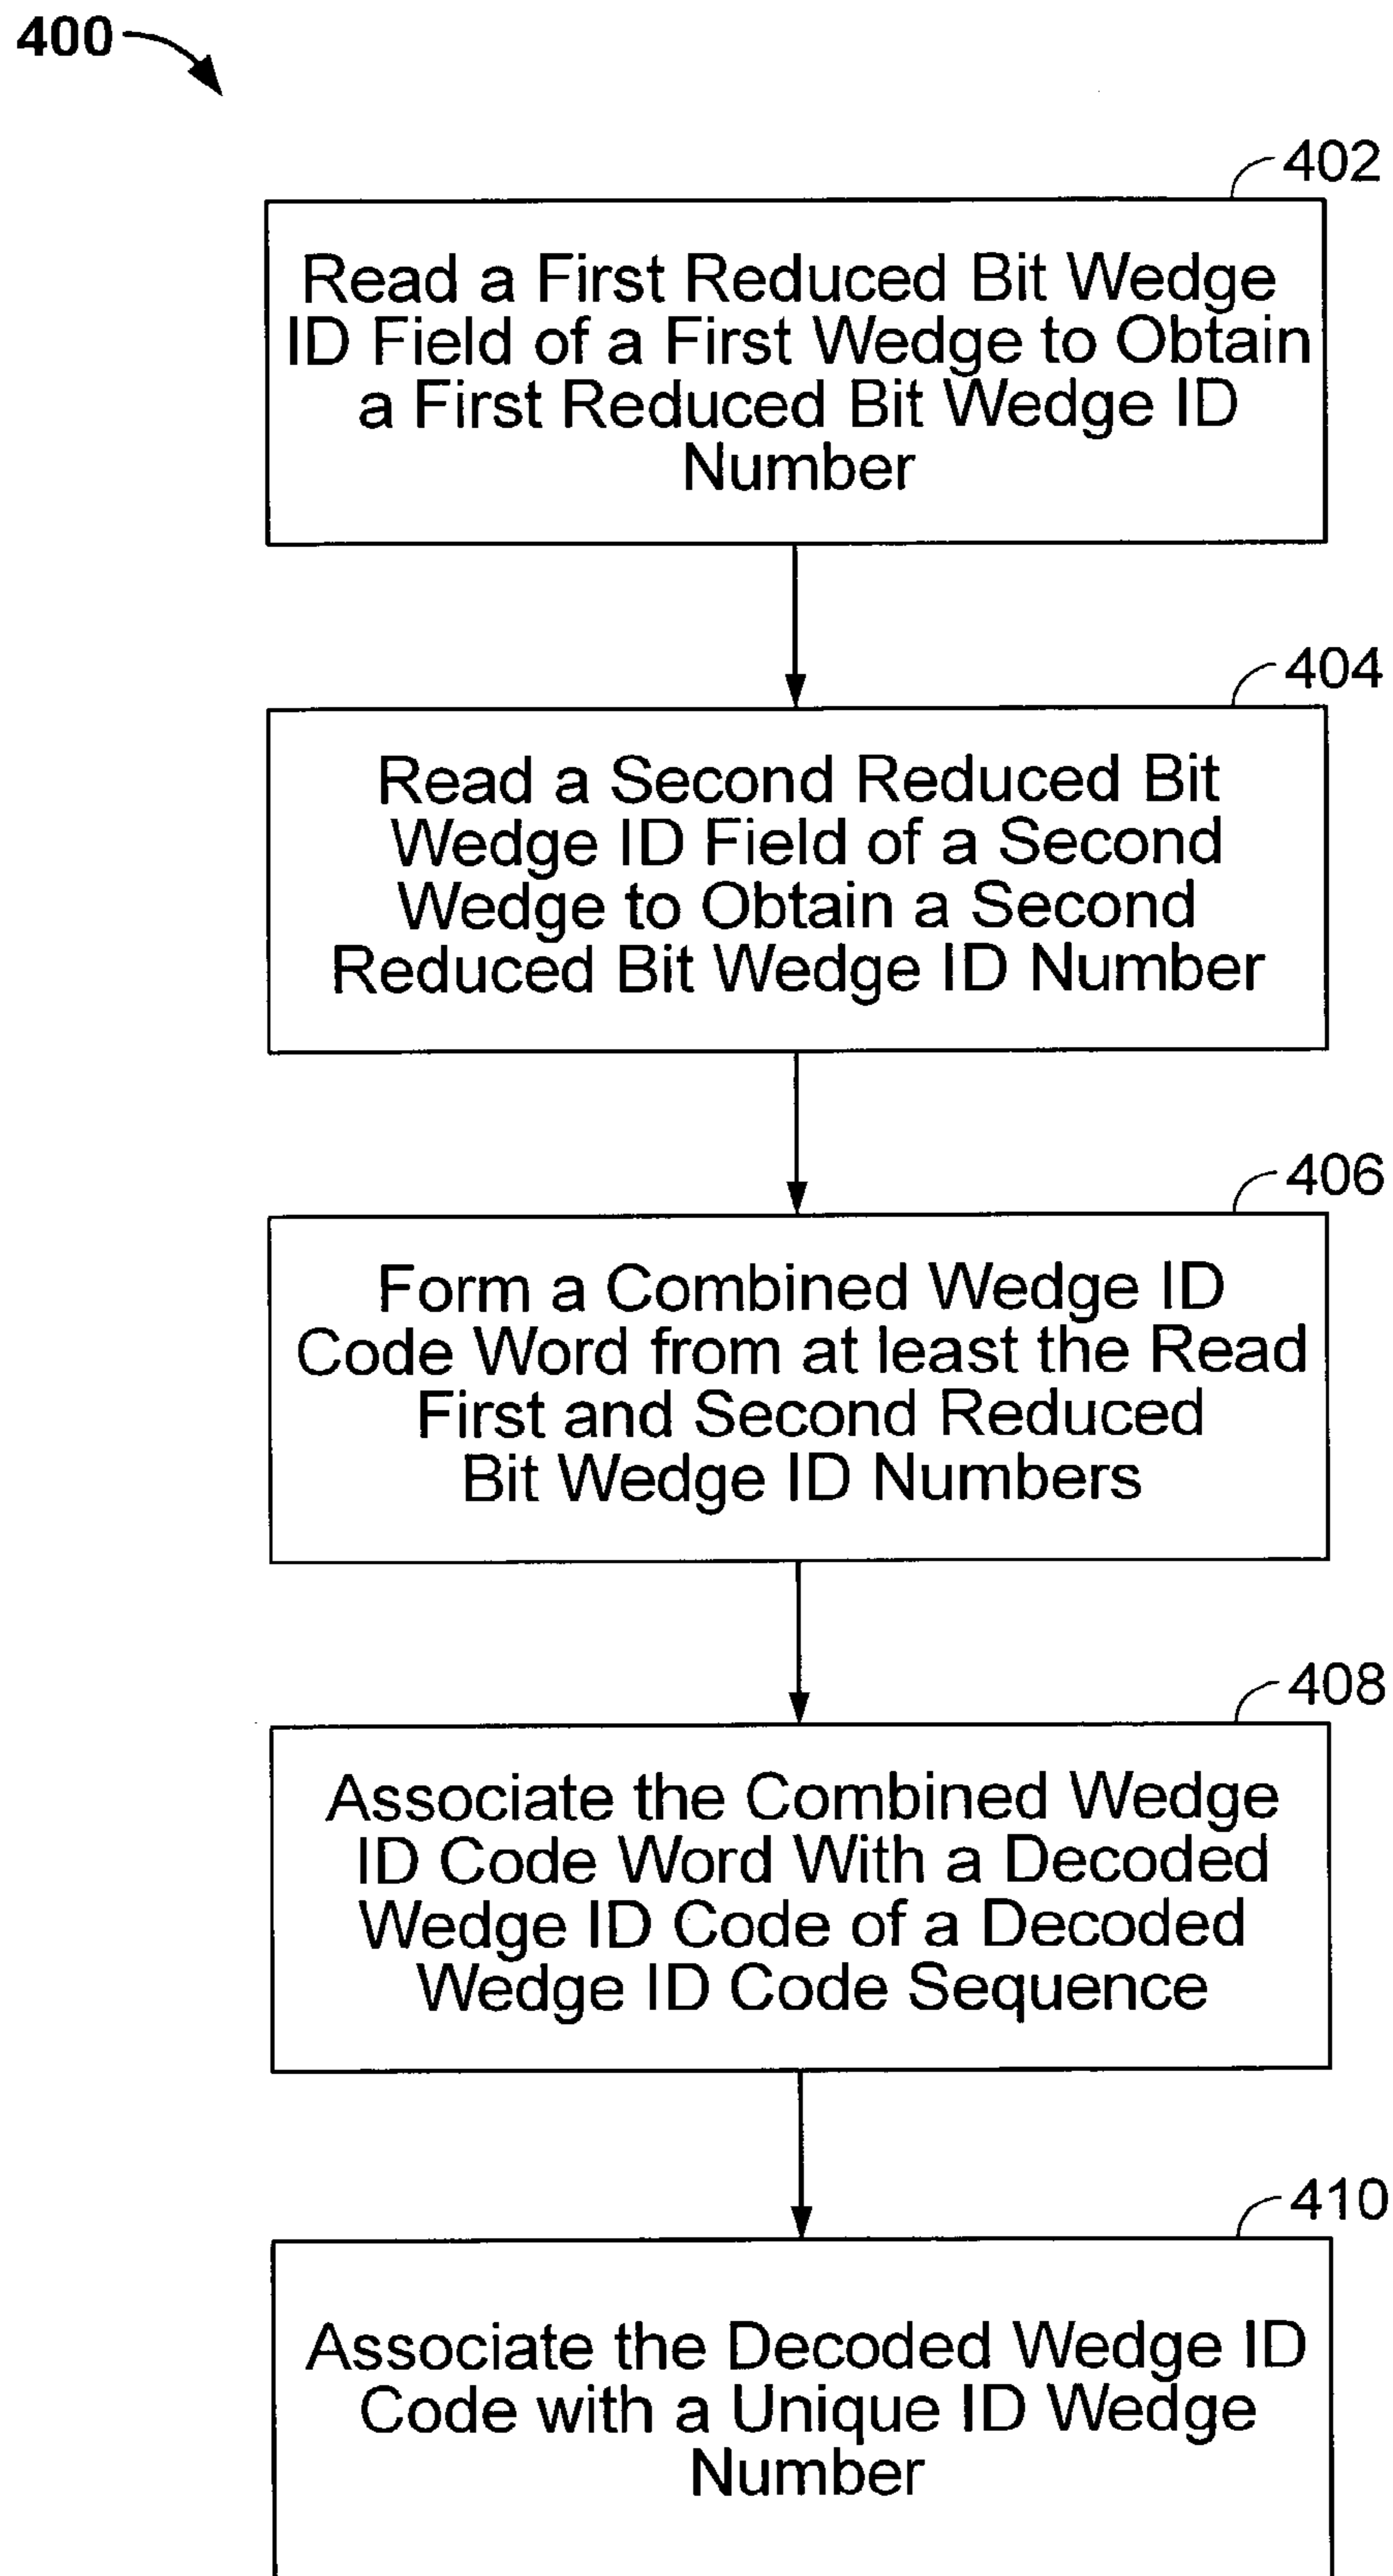 400
402
Read a First Reduced Bit Wedge
ID Field of a First Wedge to Obtain
a First Reduced Bit Wedge ID
Number
404
Read a Second Reduced Bit
Wedge ID Field of a Second
Wedge to Obtain a Second
Reduced Bit Wedge ID Number
406
Form a Combined Wedge ID
Code Word from at least the Read
First and Second Reduced
Bit Wedge ID Numbers
408
Associate the Combined Wedge
ID Code Word With a Decoded
Wedge ID Code of a Decoded
Wedge ID Code Sequence
410
Associate the Decoded Wedge ID
Code with a Unique ID Wedge
Number